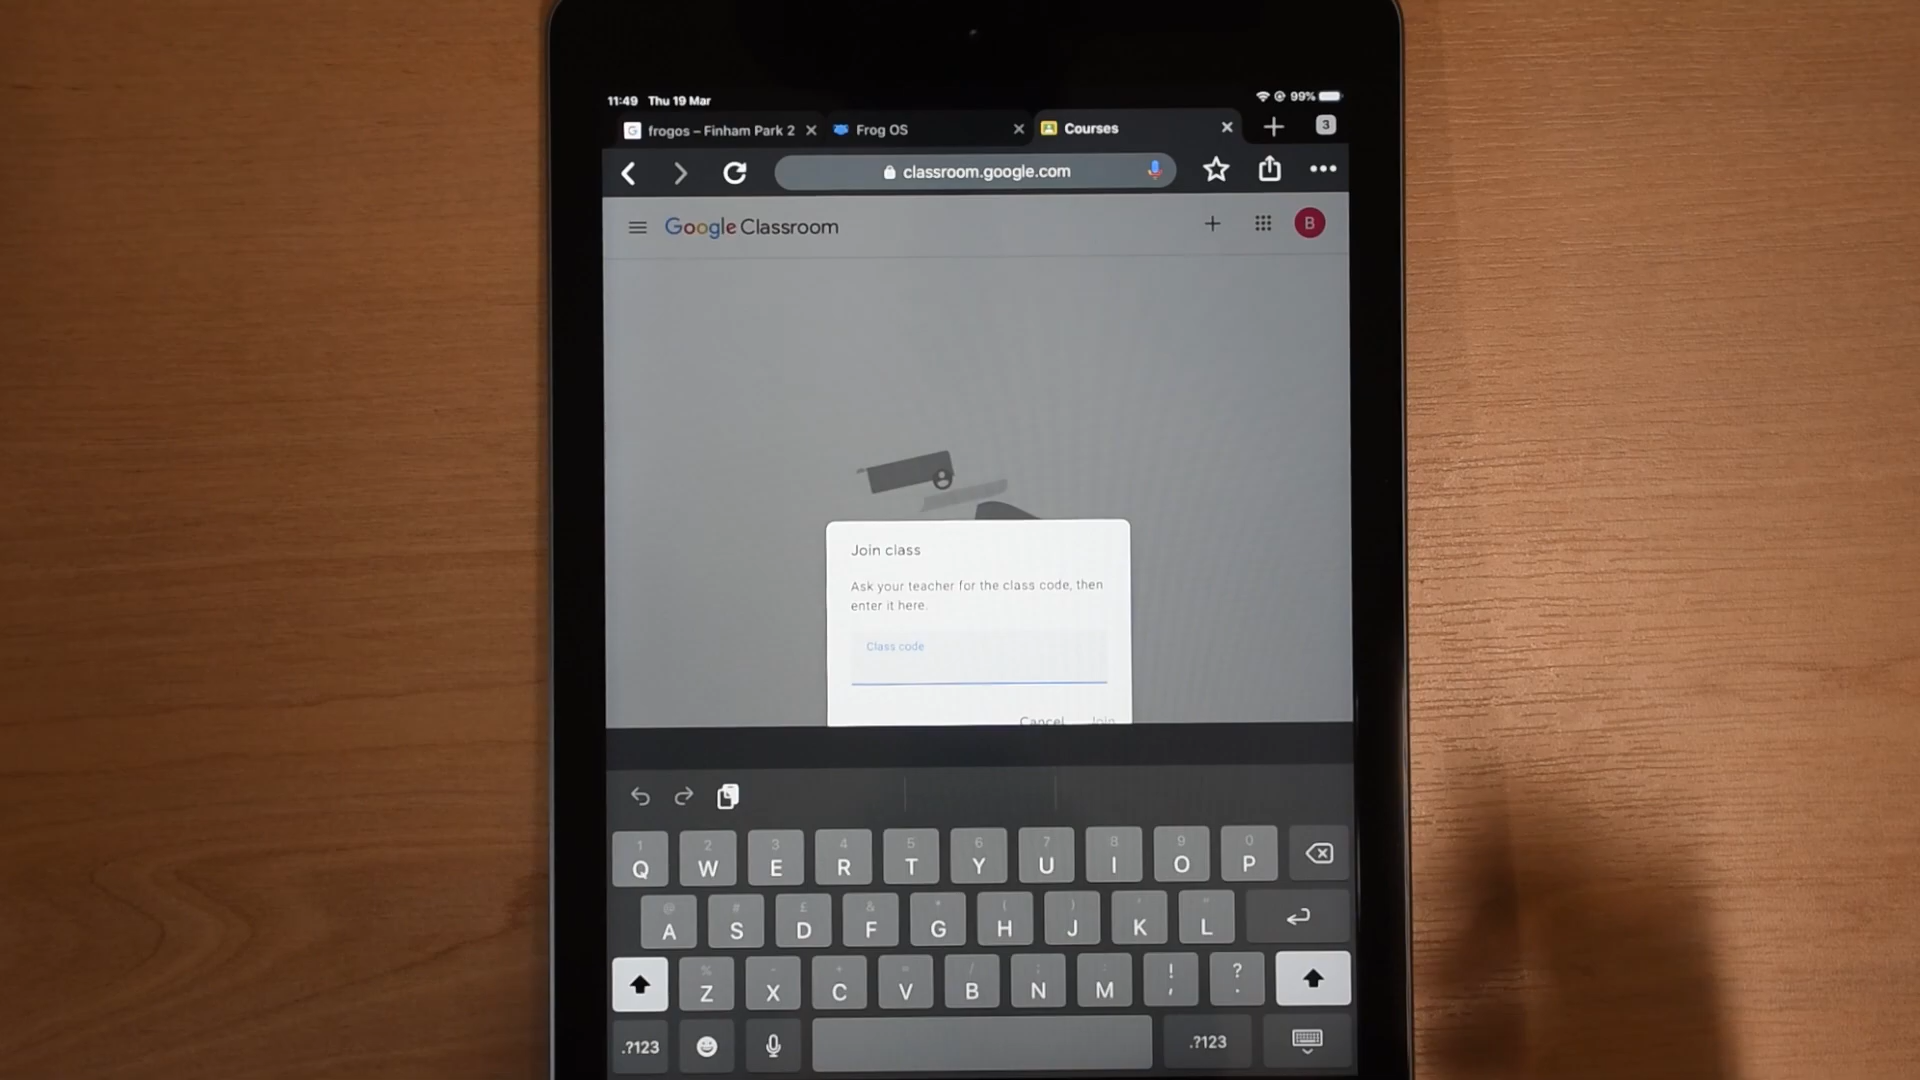 11:49 Thu 19 Mar
99%
G frogos – Finham Park 2
Frog OS
Courses
3
classroom.google.com
Google Classroom
B
Join class
Ask your teacher for the class code, then
enter it here.
Class code
Cancel Join
1 2 3 4 5 6 7 8 9 0
Q W E R T Y U I O P
@ # £ & * ( ) ' "
A S D F G H J K L
% - + = / ; : ! ?
Z X C V B N M , .
.?123 .?123